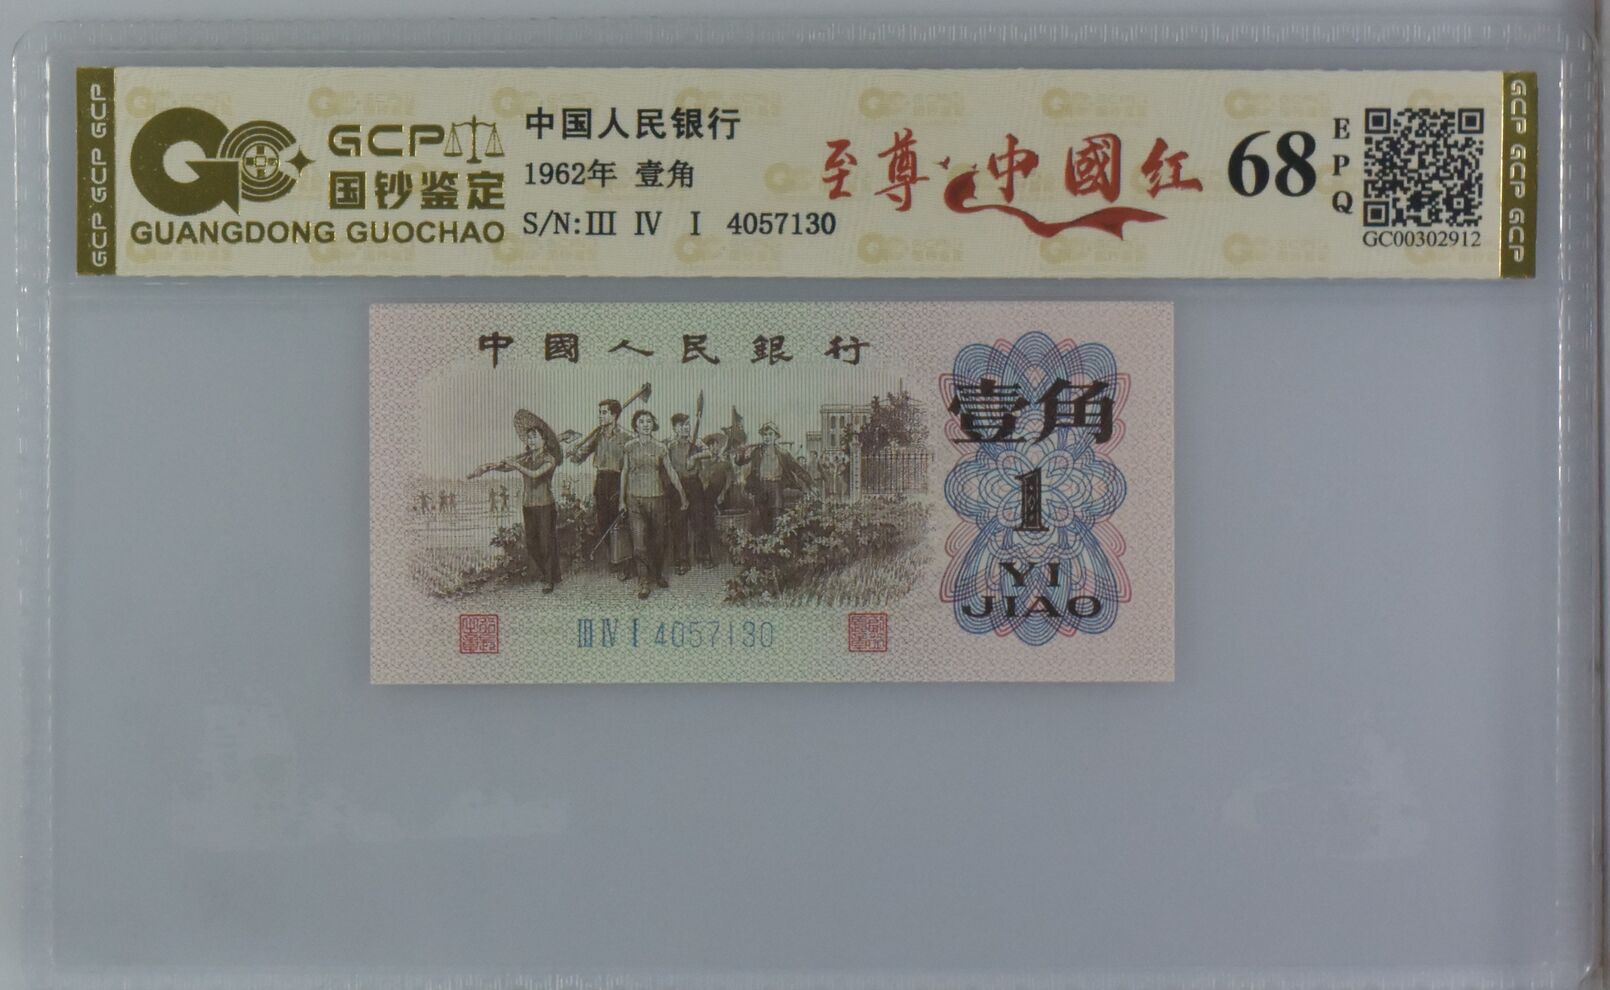 GCP GCP GCP
GCP
国钞鉴定
GUANGDONG GUOCHAO
中国人民银行
1962年 壹角
S/N:III IV I 4057130
至尊·中國红
68
EPQ
GC00302912
GCP GCP GCP
中國人民銀行
壹角
1
YI
JIAO
III IV I 4057130